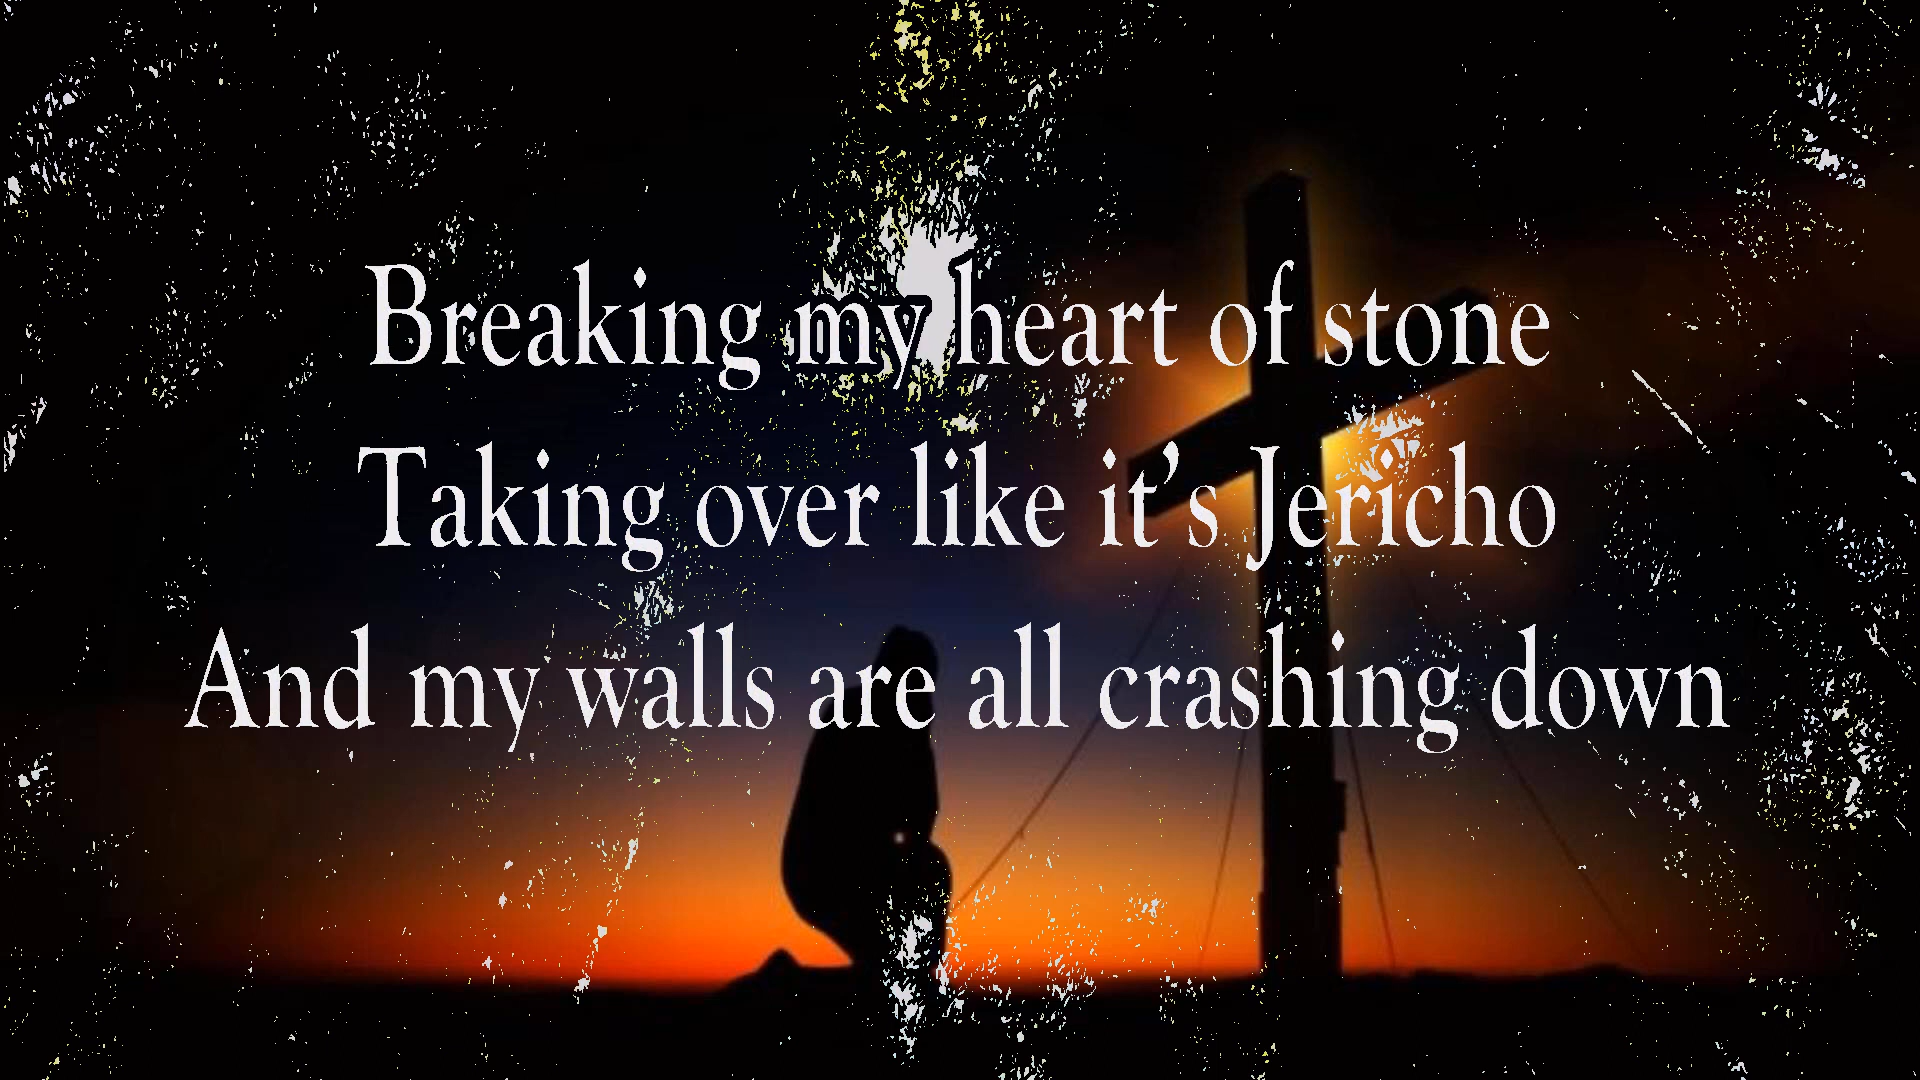 Breaking my heart of stone
Taking over like it’s Jericho
And my walls are all crashing down